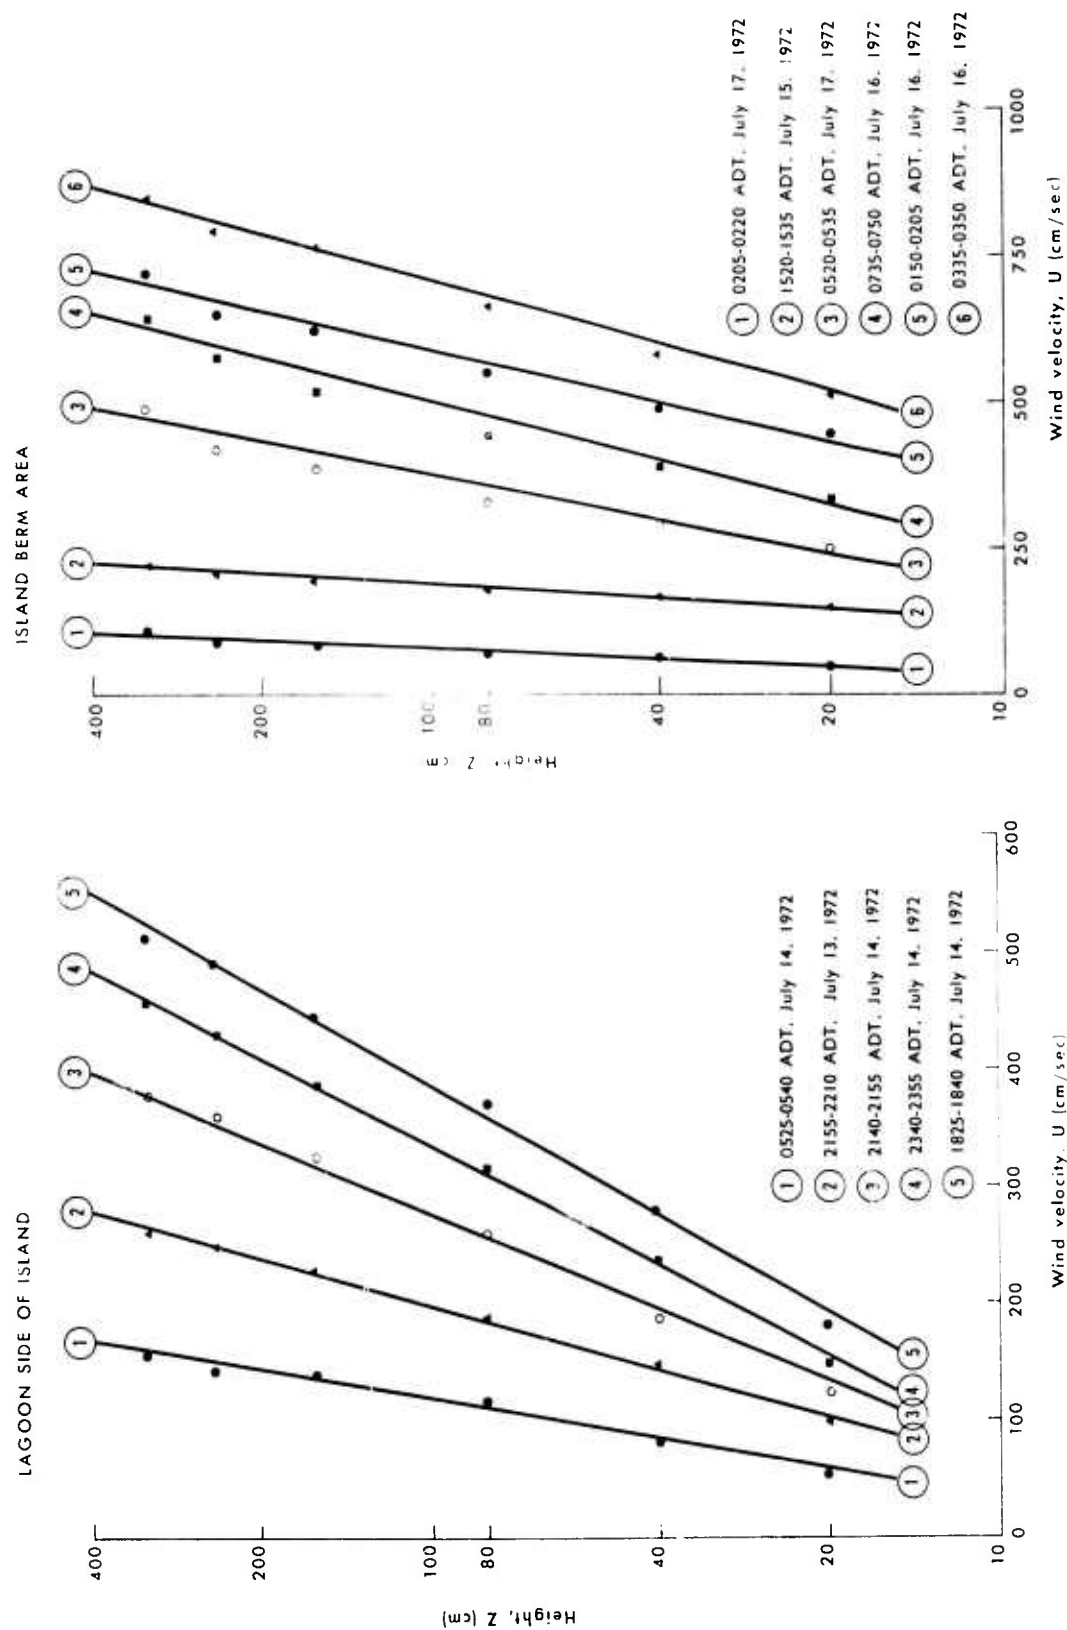 LAGOON SIDE OF ISLAND
1
2
3
4
5
Height, Z (cm)
400
200
100
80
40
20
10
1 0525-0540 ADT, July 14, 1972
2 2155-2210 ADT, July 13, 1972
3 2140-2155 ADT, July 14, 1972
4 2340-2355 ADT, July 14, 1972
5 1825-1840 ADT, July 14, 1972
1
2
3
4
5
0 100 200 300 400 500 600
Wind velocity, U (cm/sec)
ISLAND BERM AREA
1
2
3
4
5
6
Height, Z cm
400
200
100
80
40
20
10
1 0205-0220 ADT, July 17, 1972
2 1520-1535 ADT, July 15, 1972
3 0520-0535 ADT, July 17, 1972
4 0735-0750 ADT, July 16, 1972
5 0150-0205 ADT, July 16, 1972
6 0335-0350 ADT, July 16, 1972
1
2
3
4
5
6
0 250 500 750 1000
Wind velocity, U (cm/sec)